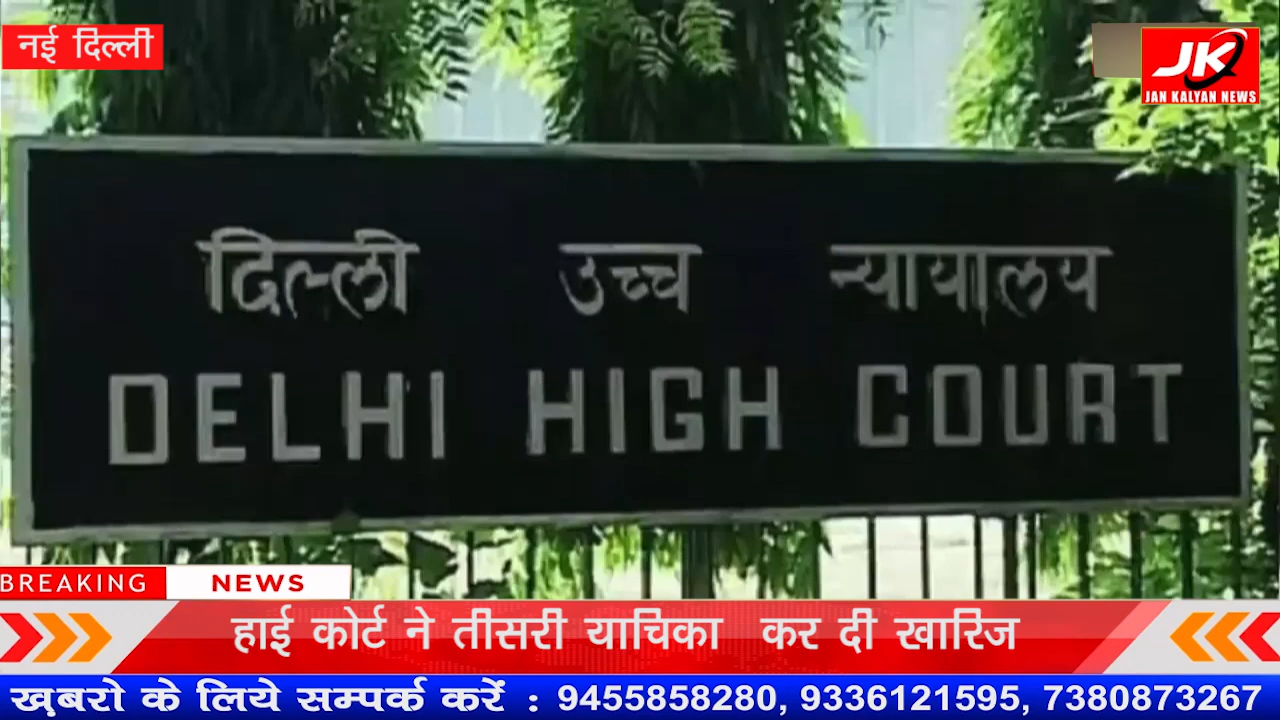 नई दिल्ली
JK
JAN KALYAN NEWS
दिल्ली उच्च न्यायालय
DELHI HIGH COURT
BREAKING NEWS
हाई कोर्ट ने तीसरी याचिका कर दी खारिज
ख़बरो के लिये सम्पर्क करें : 9455858280, 9336121595, 7380873267